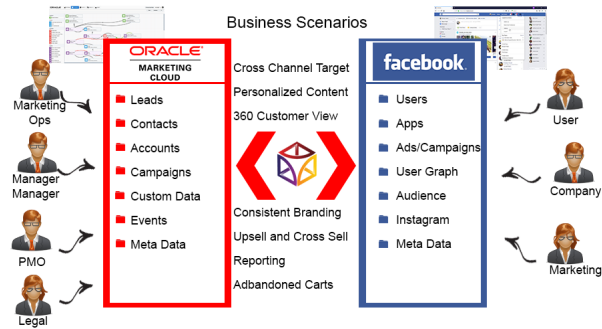 Business Scenarios
ORACLE
MARKETING
CLOUD
Leads
Contacts
Accounts
Campaigns
Custom Data
Events
Meta Data
Cross Channel Target
Personalized Content
360 Customer View
Consistent Branding
Upsell and Cross Sell
Reporting
Adbandoned Carts
facebook
Users
Apps
Ads/Campaigns
User Graph
Audience
Instagram
Meta Data
Marketing
Ops
Manager
Manager
PMO
Legal
User
Company
Marketing